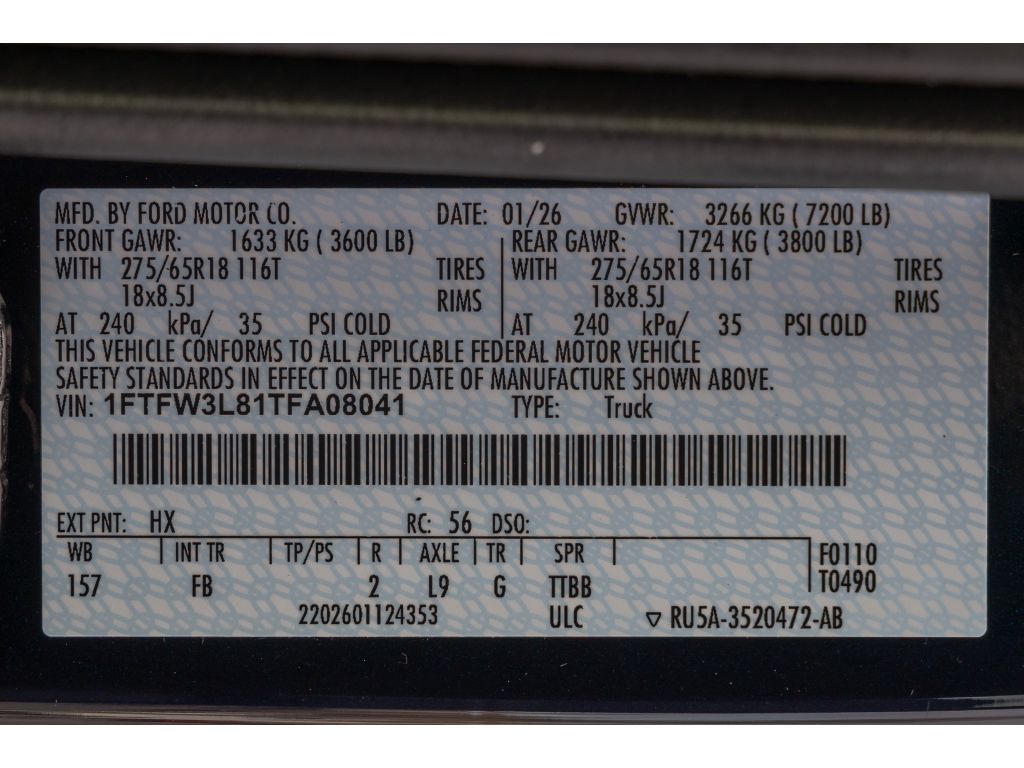 MFD. BY FORD MOTOR CO. DATE: 01/26 GVWR: 3266 KG ( 7200 LB)
FRONT GAWR: 1633 KG ( 3600 LB) REAR GAWR: 1724 KG ( 3800 LB)
WITH 275/65R18 116T TIRES WITH 275/65R18 116T TIRES
18x8.5J RIMS 18x8.5J RIMS
AT 240 kPa/ 35 PSI COLD AT 240 kPa/ 35 PSI COLD
THIS VEHICLE CONFORMS TO ALL APPLICABLE FEDERAL MOTOR VEHICLE
SAFETY STANDARDS IN EFFECT ON THE DATE OF MANUFACTURE SHOWN ABOVE.
VIN: 1FTFW3L81TFA08041 TYPE: Truck
EXT PNT: HX RC: 56 DSO:
WB INT TR TP/PS R AXLE TR SPR F0110
157 FB 2 L9 G TTBB T0490
2202601124353 ULC ▽ RU5A-3520472-AB